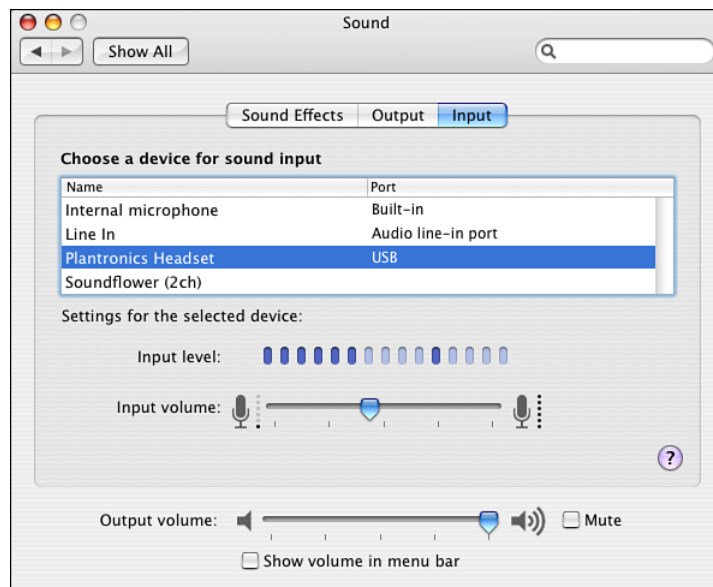 Sound
Show All
Sound Effects Output Input
Choose a device for sound input
Name Port
Internal microphone Built-in
Line In Audio line-in port
Plantronics Headset USB
Soundflower (2ch)
Settings for the selected device:
Input level:
Input volume:
?
Output volume: Mute
Show volume in menu bar